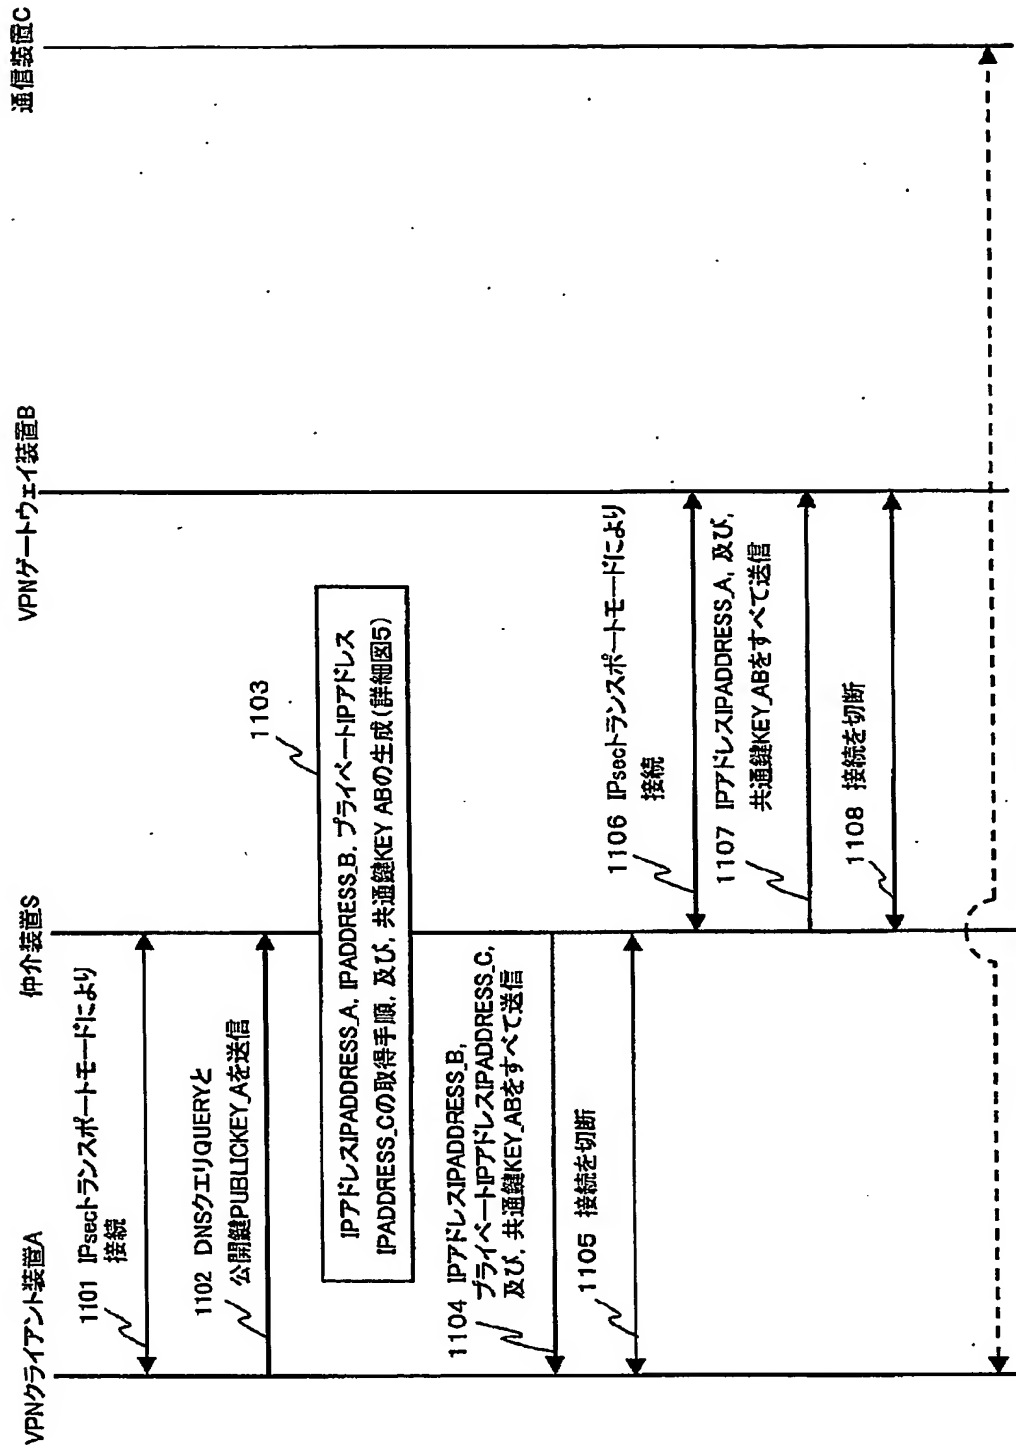 VPNクライアント装置A
仲介装置S
VPNゲートウェイ装置B
通信装置C
1101 IPsecトランスポートモードにより
接続
1102 DNSクエリQUERYと
公開鍵PUBLICKEY_Aを送信
1103
IPアドレスIPADDRESS_A, IPADDRESS_B, プライベートIPアドレス
IPADDRESS_Cの取得手順, 及び, 共通鍵KEY ABの生成(詳細図5)
1104 IPアドレスIPADDRESS_B,
プライベートIPアドレスIPADDRESS_C,
及び, 共通鍵KEY_ABをすべて送信
1105 接続を切断
1106 IPsecトランスポートモードにより
接続
1107 IPアドレスIPADDRESS_A, 及び,
共通鍵KEY_ABをすべて送信
1108 接続を切断